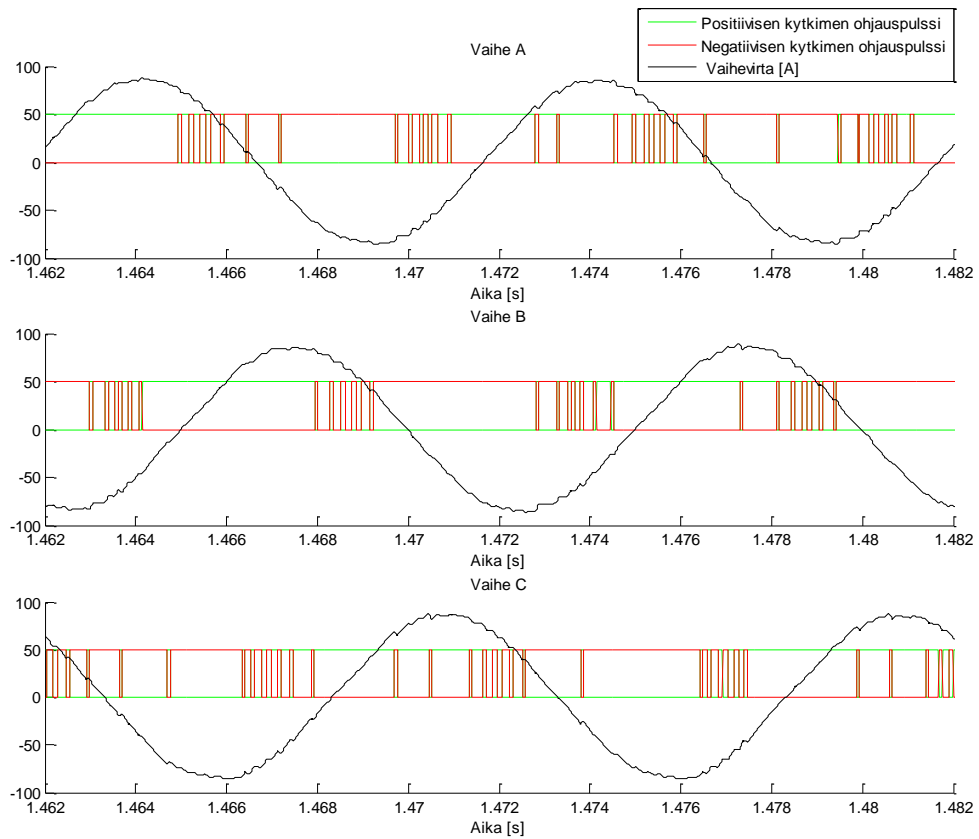 Positiivisen kytkimen ohjauspulssi
Negatiivisen kytkimen ohjauspulssi
Vaihevirta [A]
Vaihe A
100
50
0
-50
-100
1.462 1.464 1.466 1.468 1.47 1.472 1.474 1.476 1.478 1.48 1.482
Aika [s]
Vaihe B
100
50
0
-50
-100
1.462 1.464 1.466 1.468 1.47 1.472 1.474 1.476 1.478 1.48 1.482
Aika [s]
Vaihe C
100
50
0
-50
-100
1.462 1.464 1.466 1.468 1.47 1.472 1.474 1.476 1.478 1.48 1.482
Aika [s]